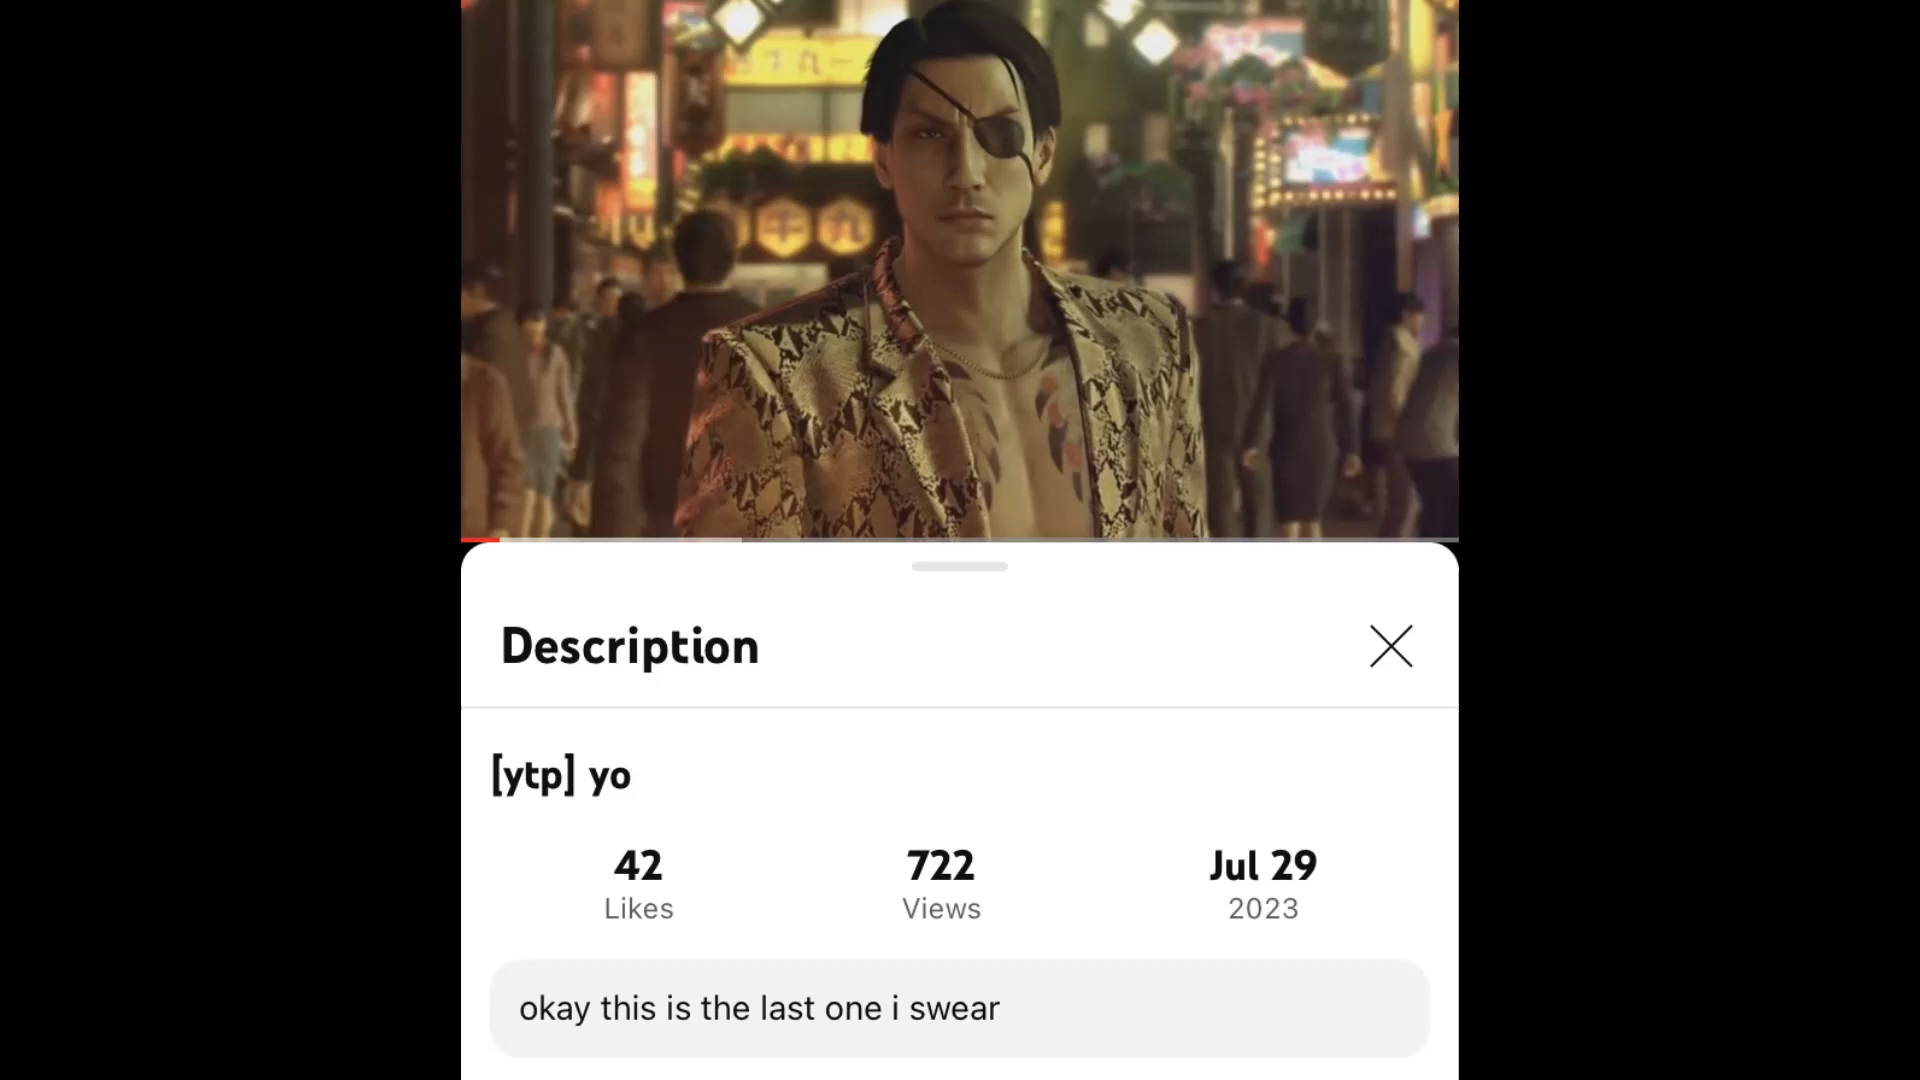 Description
[ytp] yo
42
Likes
722
Views
Jul 29
2023
okay this is the last one i swear